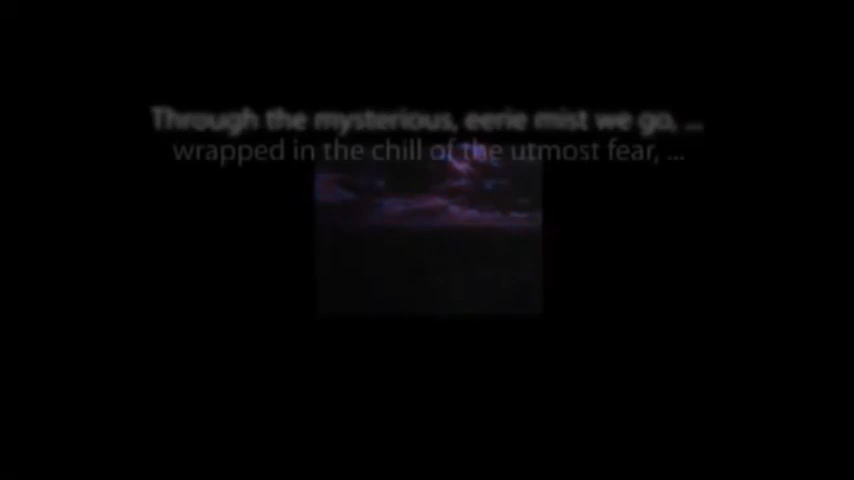 Through the mysterious, eerie mist we go, ...
wrapped in the chill of the utmost fear, ...